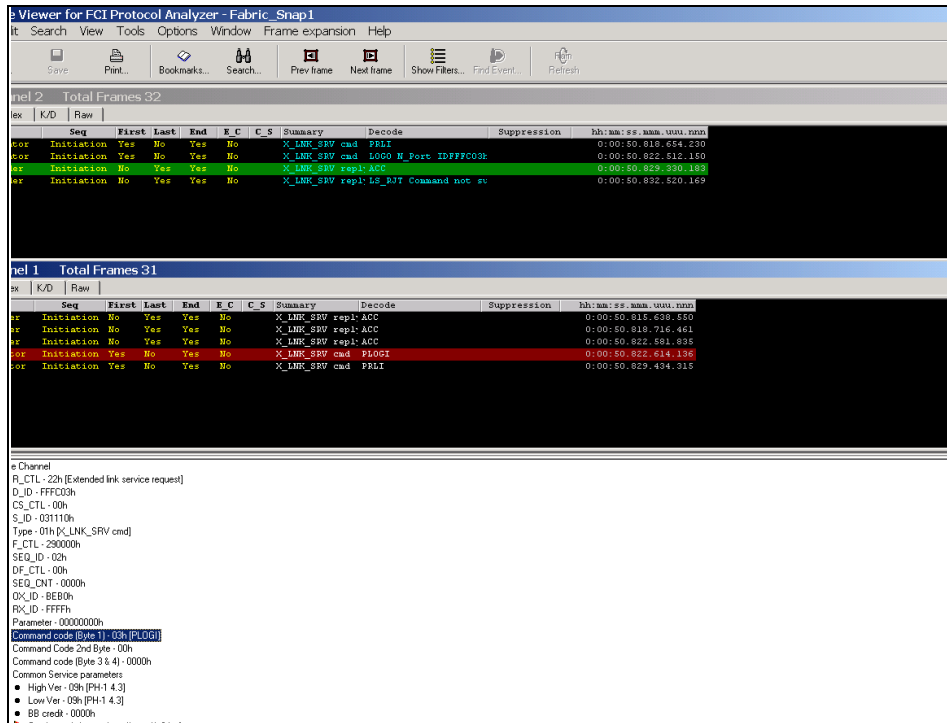 e Viewer for FCI Protocol Analyzer - Fabric_Snap1
it Search View Tools Options Window Frame expansion Help
Save Print... Bookmarks... Search... Prev frame Next frame Show Filters... Find Event... Refresh
nel 2 Total Frames 32
lex K/D Raw
Seq First Last End E_C C_S Summary Decode Suppression hh:mm:ss.mmm.uuu.nnn
tor Initiation Yes No Yes No X_LNK_SRV cmd PRLI 0:00:50.818.654.230
tor Initiation Yes No Yes No X_LNK_SRV cmd LOGO N_Port IDFFFC03h 0:00:50.822.512.150
er Initiation No Yes Yes No X_LNK_SRV reply ACC 0:00:50.829.330.183
er Initiation No Yes Yes No X_LNK_SRV reply LS_RJT Command not su 0:00:50.832.520.169
nel 1 Total Frames 31
ex K/D Raw
Seq First Last End E_C C_S Summary Decode Suppression hh:mm:ss.mmm.uuu.nnn
er Initiation No Yes Yes No X_LNK_SRV reply ACC 0:00:50.815.638.550
er Initiation No Yes Yes No X_LNK_SRV reply ACC 0:00:50.818.716.461
er Initiation No Yes Yes No X_LNK_SRV reply ACC 0:00:50.822.581.835
tor Initiation Yes No Yes No X_LNK_SRV cmd PLOGI 0:00:50.822.614.136
or Initiation Yes No Yes No X_LNK_SRV cmd PRLI 0:00:50.829.434.315
e Channel
R_CTL - 22h [Extended link service request]
D_ID - FFFC03h
CS_CTL - 00h
S_ID - 031110h
Type - 01h [X_LNK_SRV cmd]
F_CTL - 290000h
SEQ_ID - 02h
DF_CTL - 00h
SEQ_CNT - 0000h
OX_ID - BEB0h
RX_ID - FFFFh
Parameter - 00000000h
Command code (Byte 1) - 03h [PLOGI]
Command Code 2nd Byte - 00h
Command code (Byte 3 & 4) - 0000h
Common Service parameters
High Ver - 09h [PH-1 4.3]
Low Ver - 09h [PH-1 4.3]
BB credit - 0000h